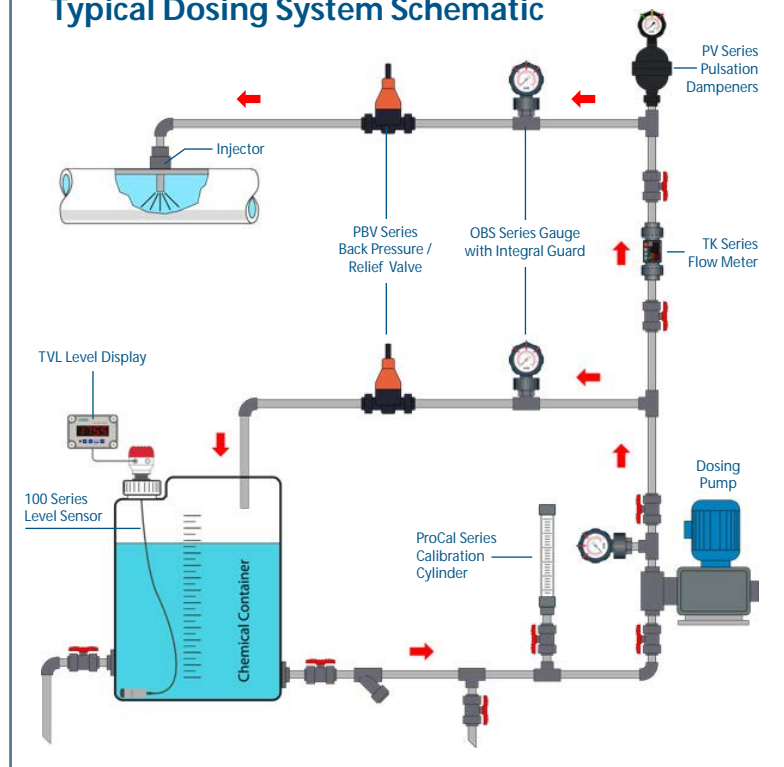 Typical Dosing System Schematic
PV Series
Pulsation
Dampeners
Injector
PBV Series
Back Pressure /
Relief Valve
OBS Series Gauge
with Integral Guard
TK Series
Flow Meter
TVL Level Display
100 Series
Level Sensor
Chemical Container
ProCal Series
Calibration
Cylinder
Dosing
Pump